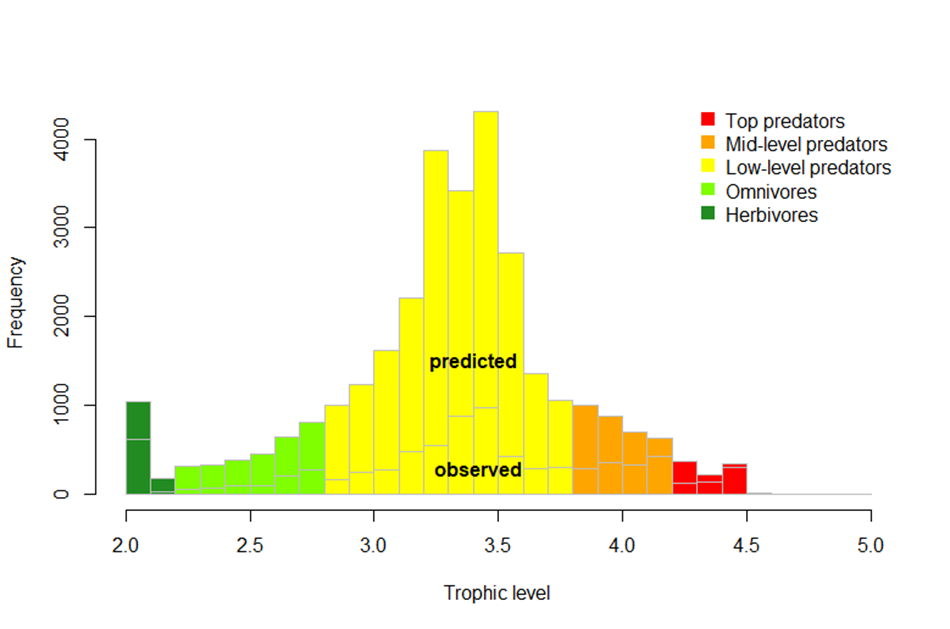 Top predators
Mid-level predators
Low-level predators
Omnivores
Herbivores
4000
3000
2000
1000
0
Frequency
predicted
observed
2.0 2.5 3.0 3.5 4.0 4.5 5.0
Trophic level